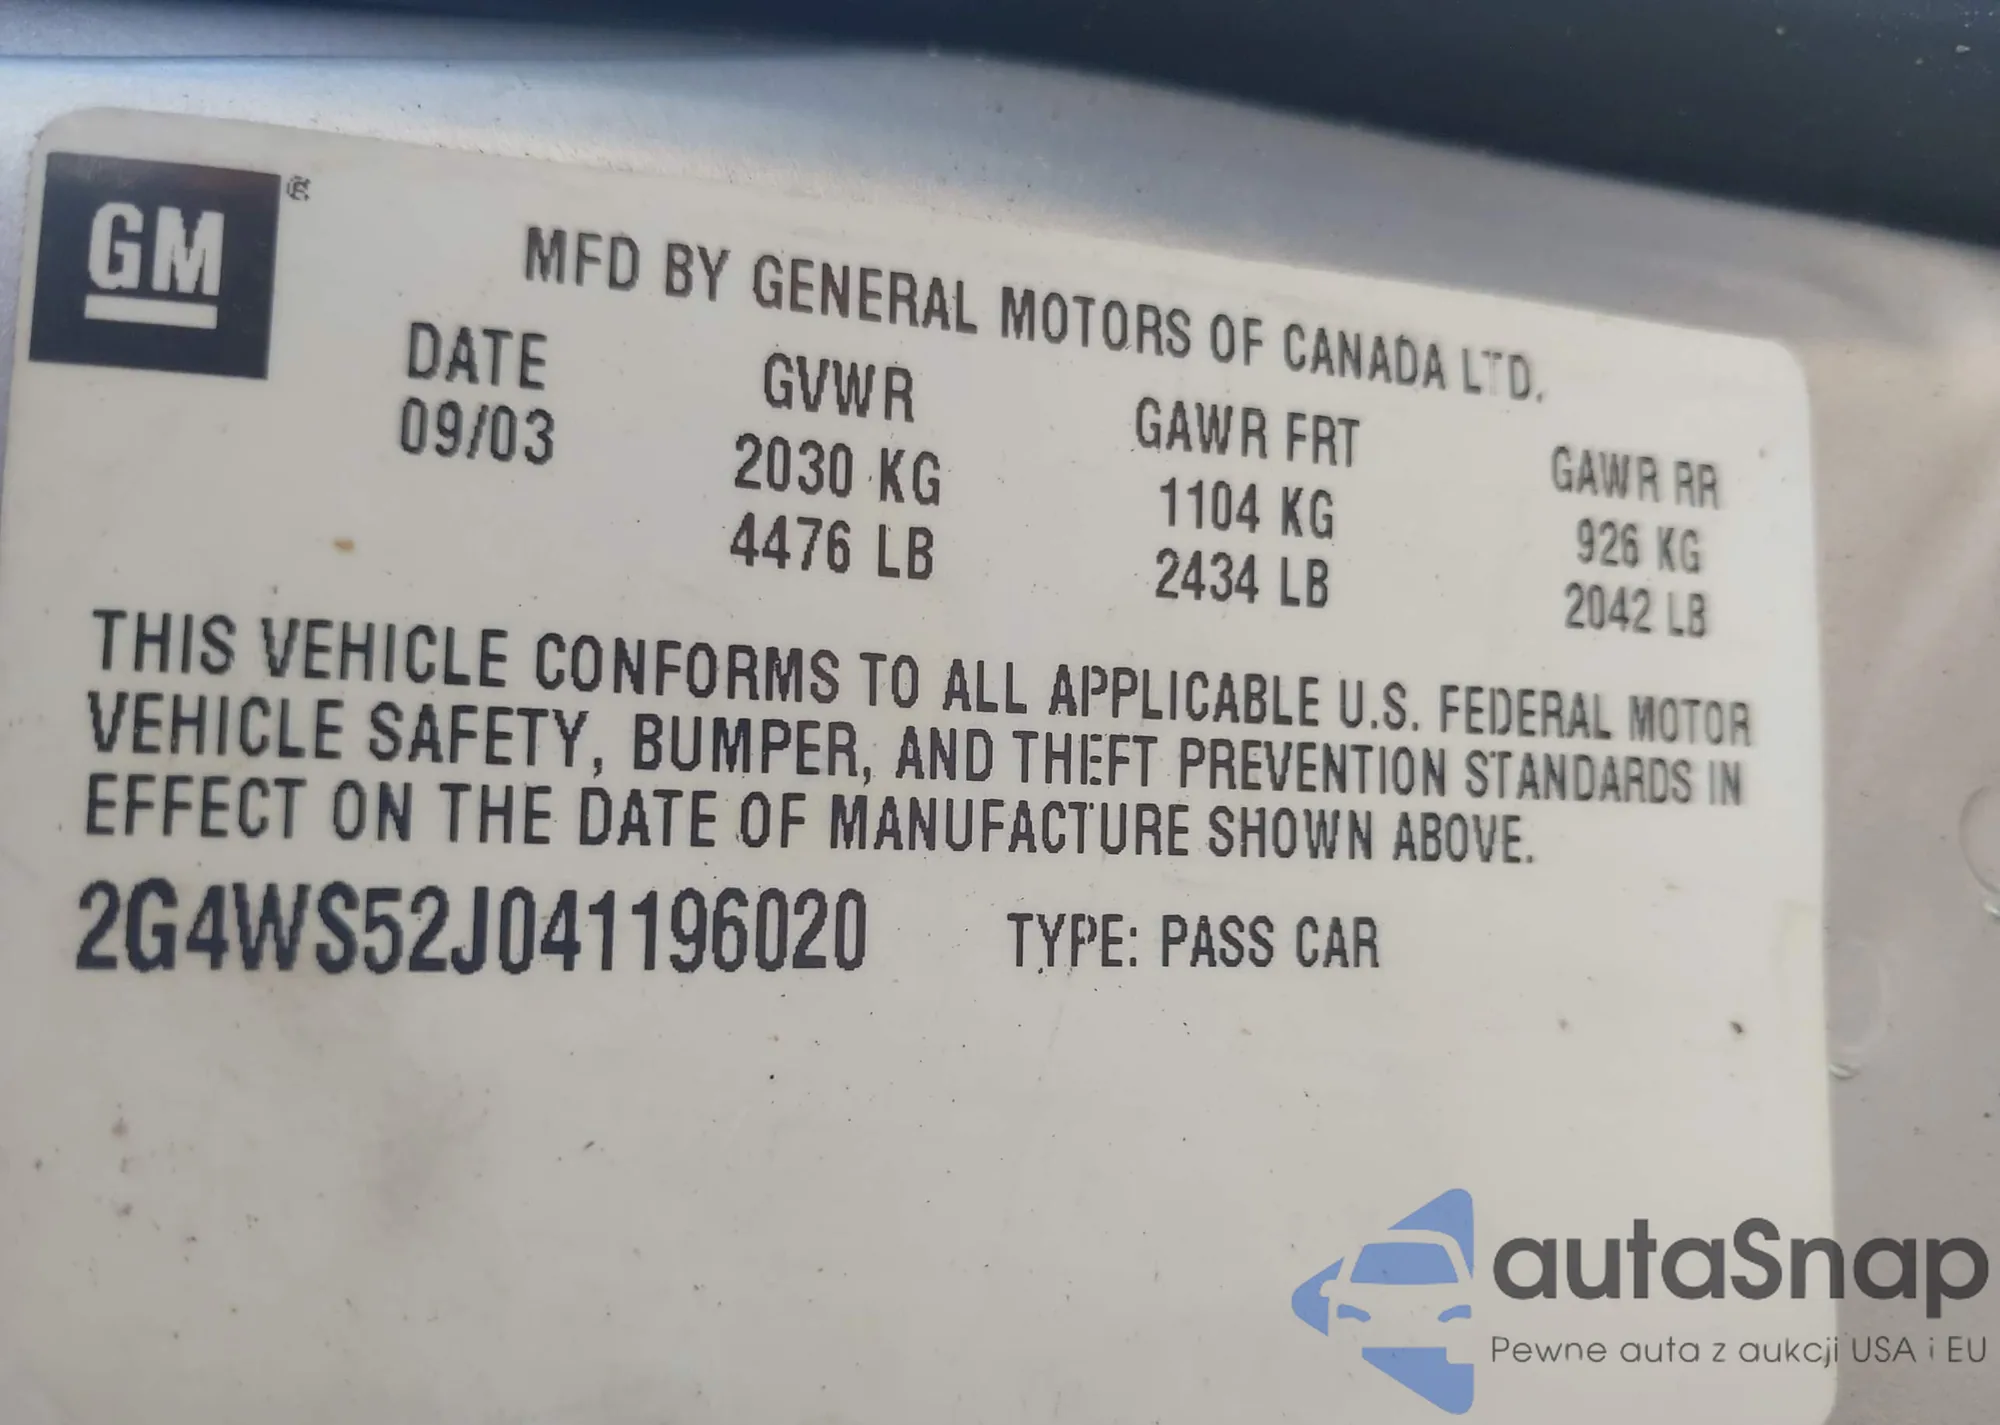 GM ®
MFD BY GENERAL MOTORS OF CANADA LTD.
DATE GVWR GAWR FRT GAWR RR
09/03 2030 KG 1104 KG 926 KG
4476 LB 2434 LB 2042 LB
THIS VEHICLE CONFORMS TO ALL APPLICABLE U.S. FEDERAL MOTOR
VEHICLE SAFETY, BUMPER, AND THEFT PREVENTION STANDARDS IN
EFFECT ON THE DATE OF MANUFACTURE SHOWN ABOVE.
2G4WS52J041196020 TYPE: PASS CAR
autaSnap
Pewne auta z aukcji USA i EU